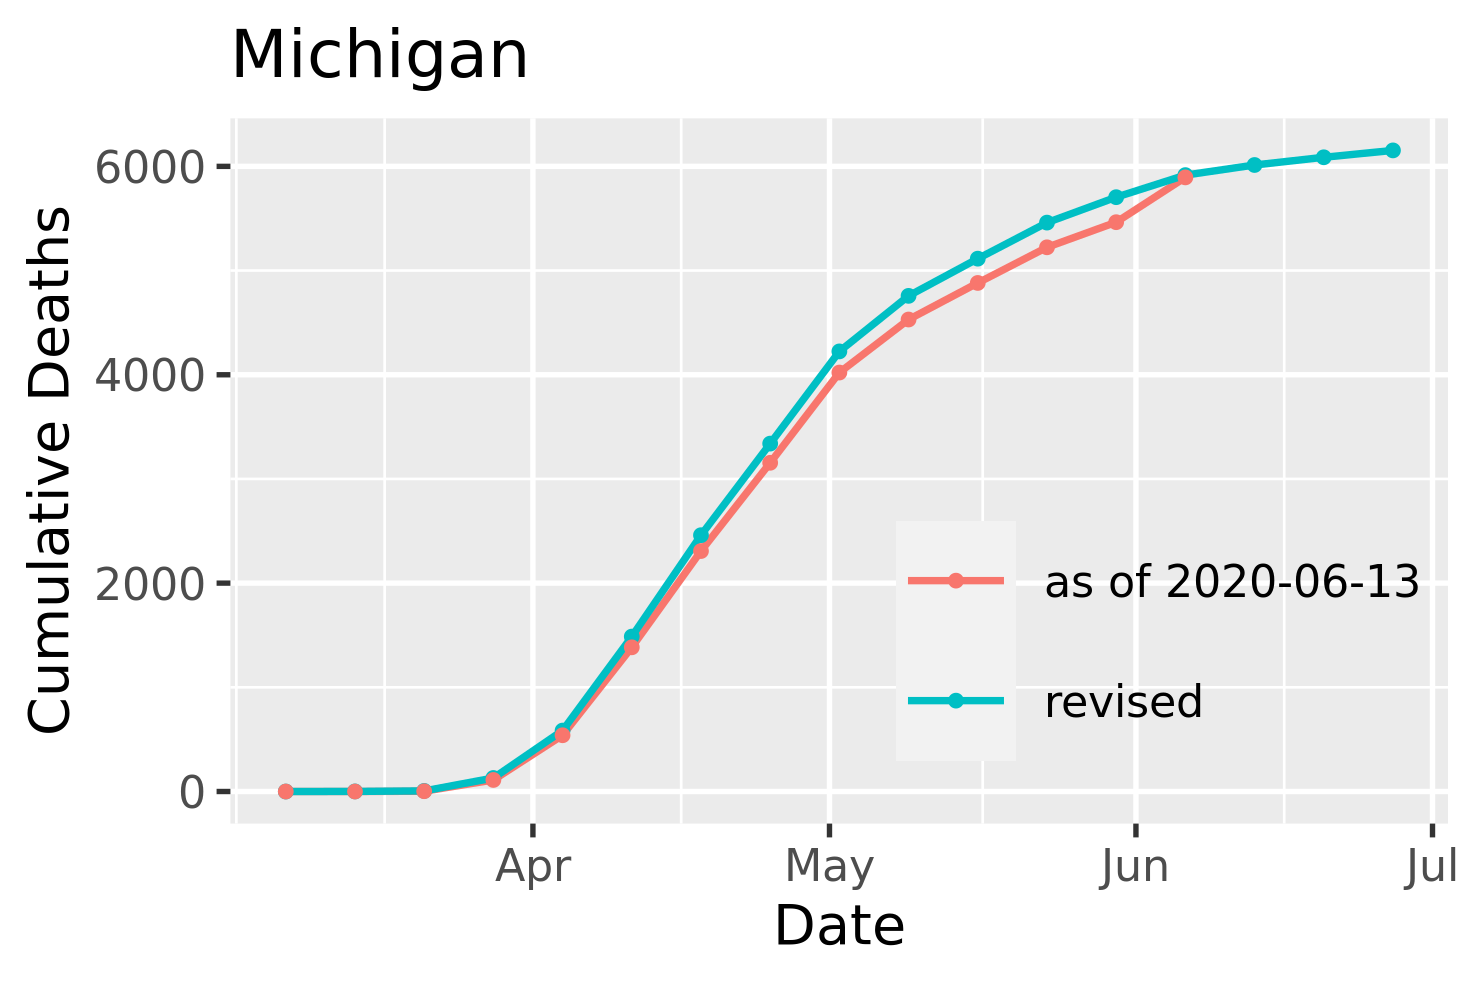 Michigan
Cumulative Deaths
6000
4000
2000
0
as of 2020-06-13
revised
Apr May Jun Jul
Date